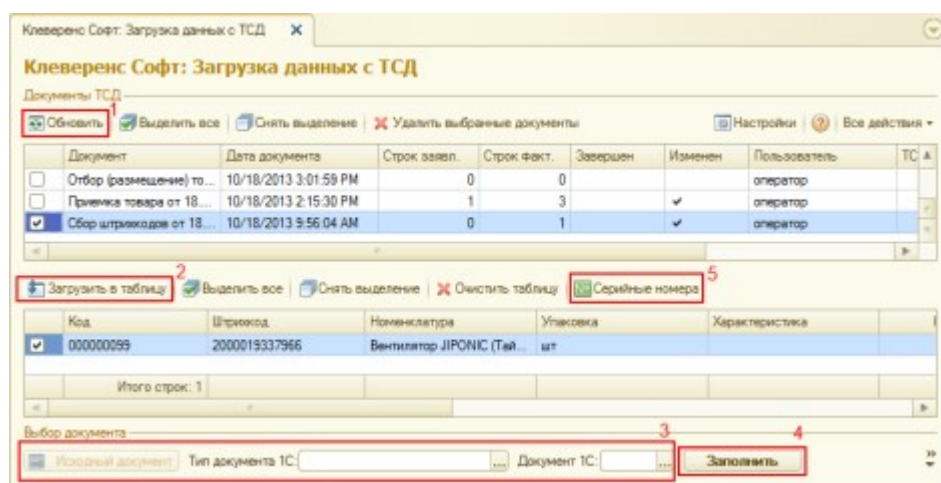 Клеверенс Софт: Загрузка данных с ТСД
Клеверенс Софт: Загрузка данных с ТСД
Документы ТСД
1
Обновить Выделить все Снять выделение Удалить выбранные документы Настройки Все действия
Документ Дата документа Строк заявл. Строк факт. Завершен Изменен Пользователь ТС
Отбор (размещение) то... 10/18/2013 3:01:59 PM 0 0 оператор
Приемка товара от 18.... 10/18/2013 2:15:30 PM 1 3 оператор
Сбор штрихкодов от 18.... 10/18/2013 9:56:04 AM 0 1 оператор
2 5
Загрузить в таблицу Выделить все Снять выделение Очистить таблицу Серийные номера
Код Штрихкод Номенклатура Упаковка Характеристика
000000099 2000019337966 Вентилятор JIPONIC (Тай... шт
Итого строк: 1
Выбор документа
3 4
Исходный документ Тип документа 1С: ... Документ 1С: ... Заполнить